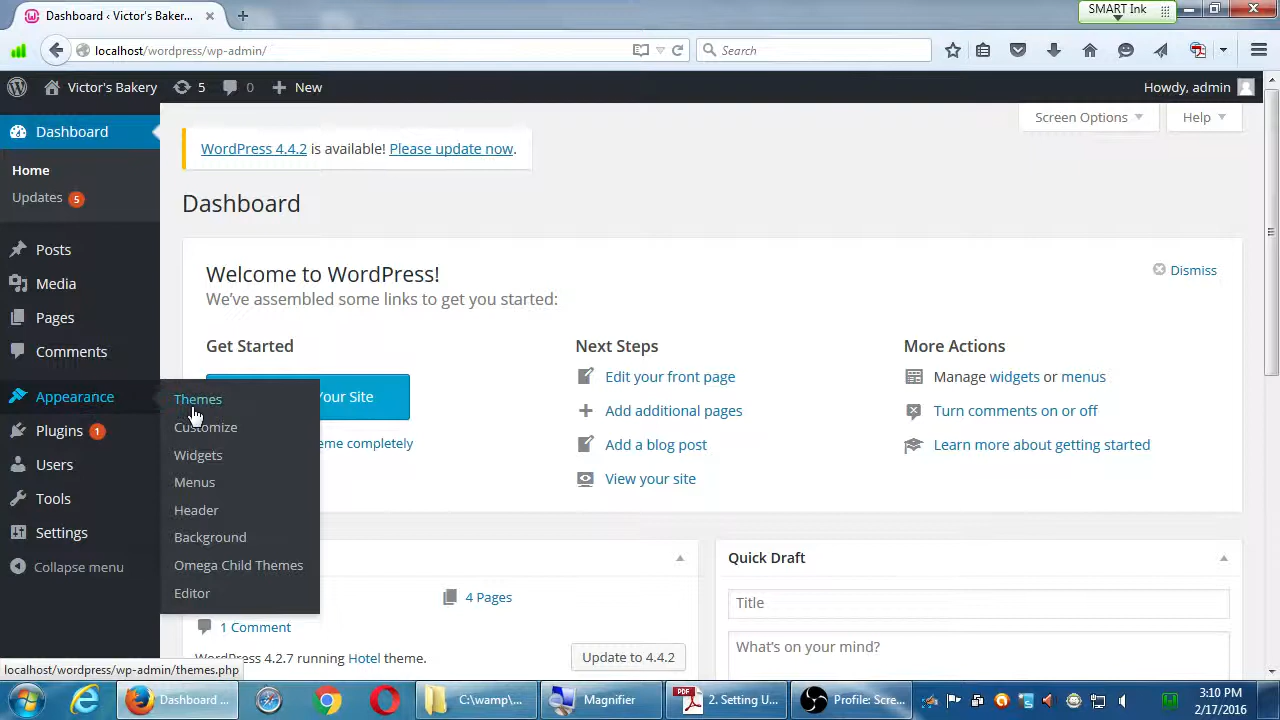 Dashboard ‹ Victor's Bakery...
SMART Ink
localhost/wordpress/wp-admin/
Search
Victor's Bakery
5
0
New
Howdy, admin
Dashboard
Home
Updates 5
Posts
Media
Pages
Comments
Appearance
Plugins 1
Users
Tools
Settings
Collapse menu
Themes
Customize
Widgets
Menus
Header
Background
Omega Child Themes
Editor
Screen Options
Help
WordPress 4.4.2 is available! Please update now.
Dashboard
Welcome to WordPress!
We've assembled some links to get you started:
Dismiss
Get Started
Your Site
eme completely
Next Steps
Edit your front page
Add additional pages
Add a blog post
View your site
More Actions
Manage widgets or menus
Turn comments on or off
Learn more about getting started
4 Pages
1 Comment
WordPress 4.2.7 running Hotel theme.
Update to 4.4.2
Quick Draft
Title
What's on your mind?
localhost/wordpress/wp-admin/themes.php
Dashboard ...
C:\wamp\...
Magnifier
PDF
2. Setting U...
Profile: Scre...
3:10 PM
2/17/2016